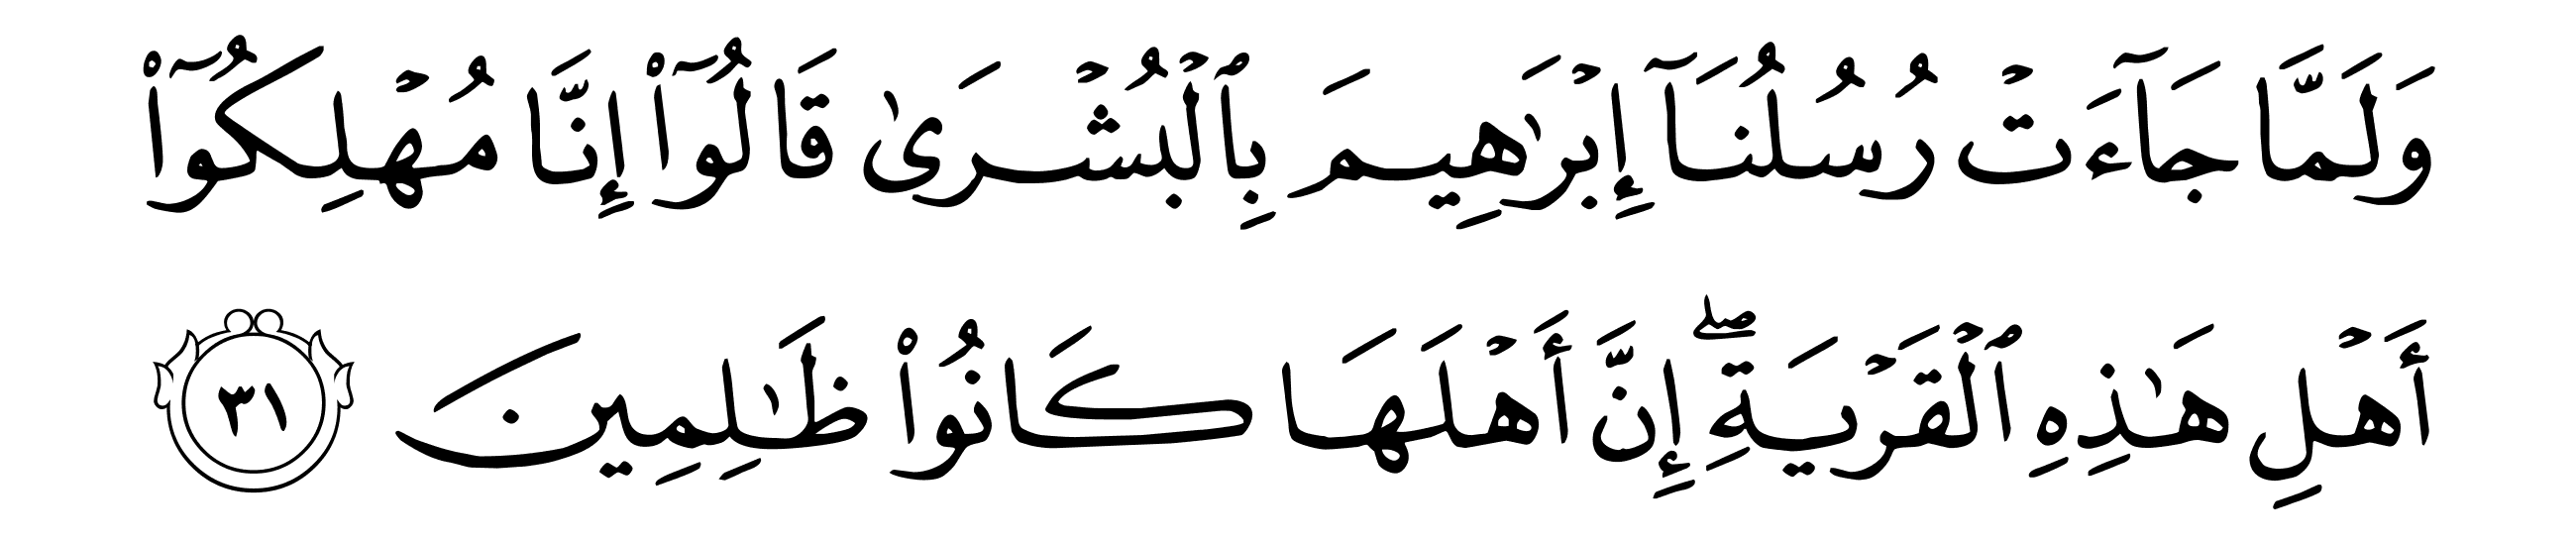 وَلَمَّا جَآءَتۡ رُسُلُنَآ إِبۡرَٰهِيمَ بِٱلۡبُشۡرَىٰ قَالُوٓاْ إِنَّا مُهۡلِكُوٓاْ
أَهۡلِ هَٰذِهِ ٱلۡقَرۡيَةِۖ إِنَّ أَهۡلَهَا كَانُواْ ظَٰلِمِينَ ٣١